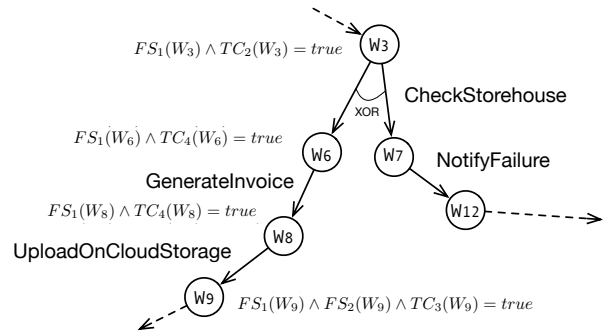 W3
FS₁(W₃) ∧ TC₂(W₃) = true
CheckStorehouse
XOR
FS₁(W₆) ∧ TC₄(W₆) = true
W6
W7
NotifyFailure
GenerateInvoice
FS₁(W₈) ∧ TC₄(W₈) = true
W12
W8
UploadOnCloudStorage
W9
FS₁(W₉) ∧ FS₂(W₉) ∧ TC₃(W₉) = true